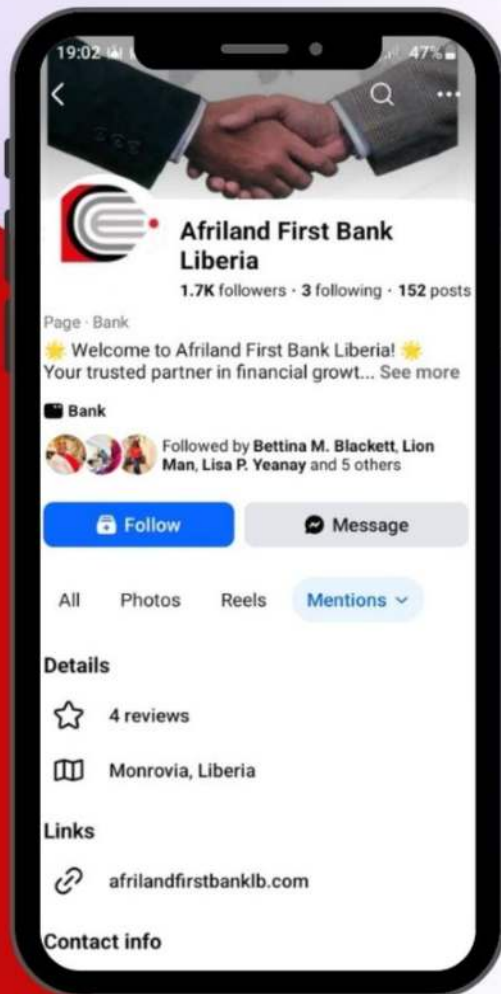 19:02
47%
Afriland First Bank
Liberia
1.7K followers · 3 following · 152 posts
Page · Bank
🌟 Welcome to Afriland First Bank Liberia! 🌟
Your trusted partner in financial growt... See more
Bank
Followed by Bettina M. Blackett, Lion
Man, Lisa P. Yeanay and 5 others
Follow
Message
All
Photos
Reels
Mentions
Details
4 reviews
Monrovia, Liberia
Links
afrilandfirstbanklb.com
Contact info